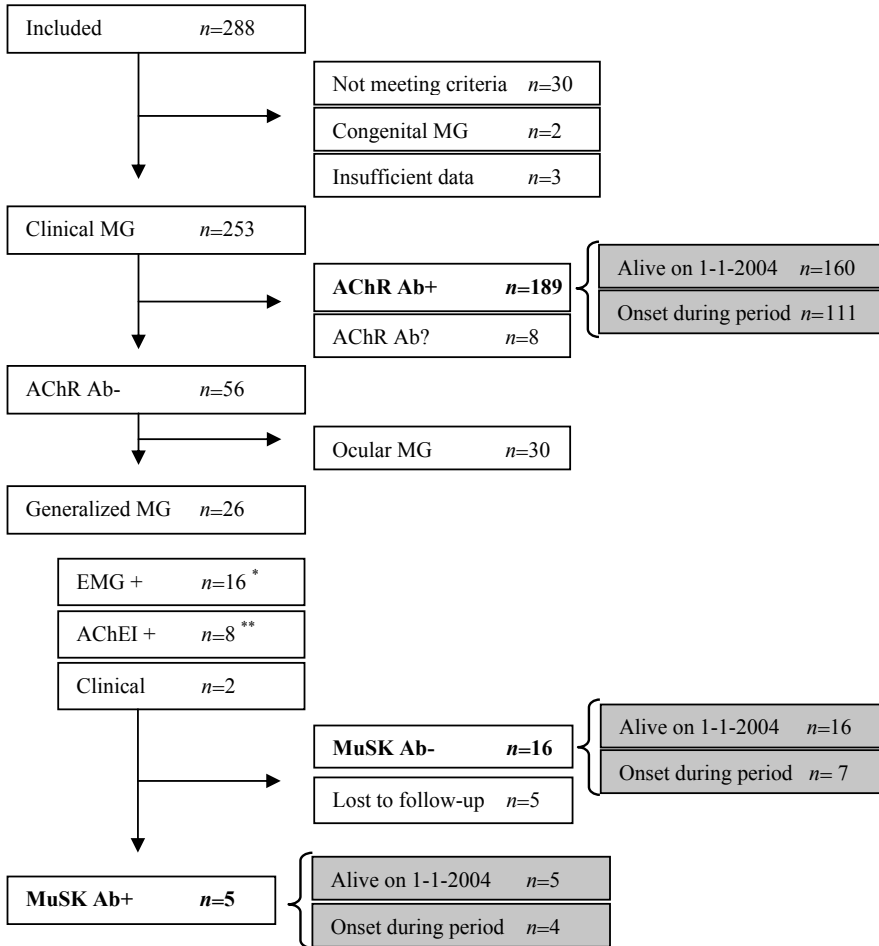 Included n=288
Not meeting criteria n=30
Congenital MG n=2
Insufficient data n=3
Clinical MG n=253
AChR Ab+ n=189
Alive on 1-1-2004 n=160
Onset during period n=111
AChR Ab? n=8
AChR Ab- n=56
Ocular MG n=30
Generalized MG n=26
EMG + n=16 *
AChEI + n=8 **
Clinical n=2
MuSK Ab- n=16
Alive on 1-1-2004 n=16
Onset during period n= 7
Lost to follow-up n=5
MuSK Ab+ n=5
Alive on 1-1-2004 n=5
Onset during period n=4